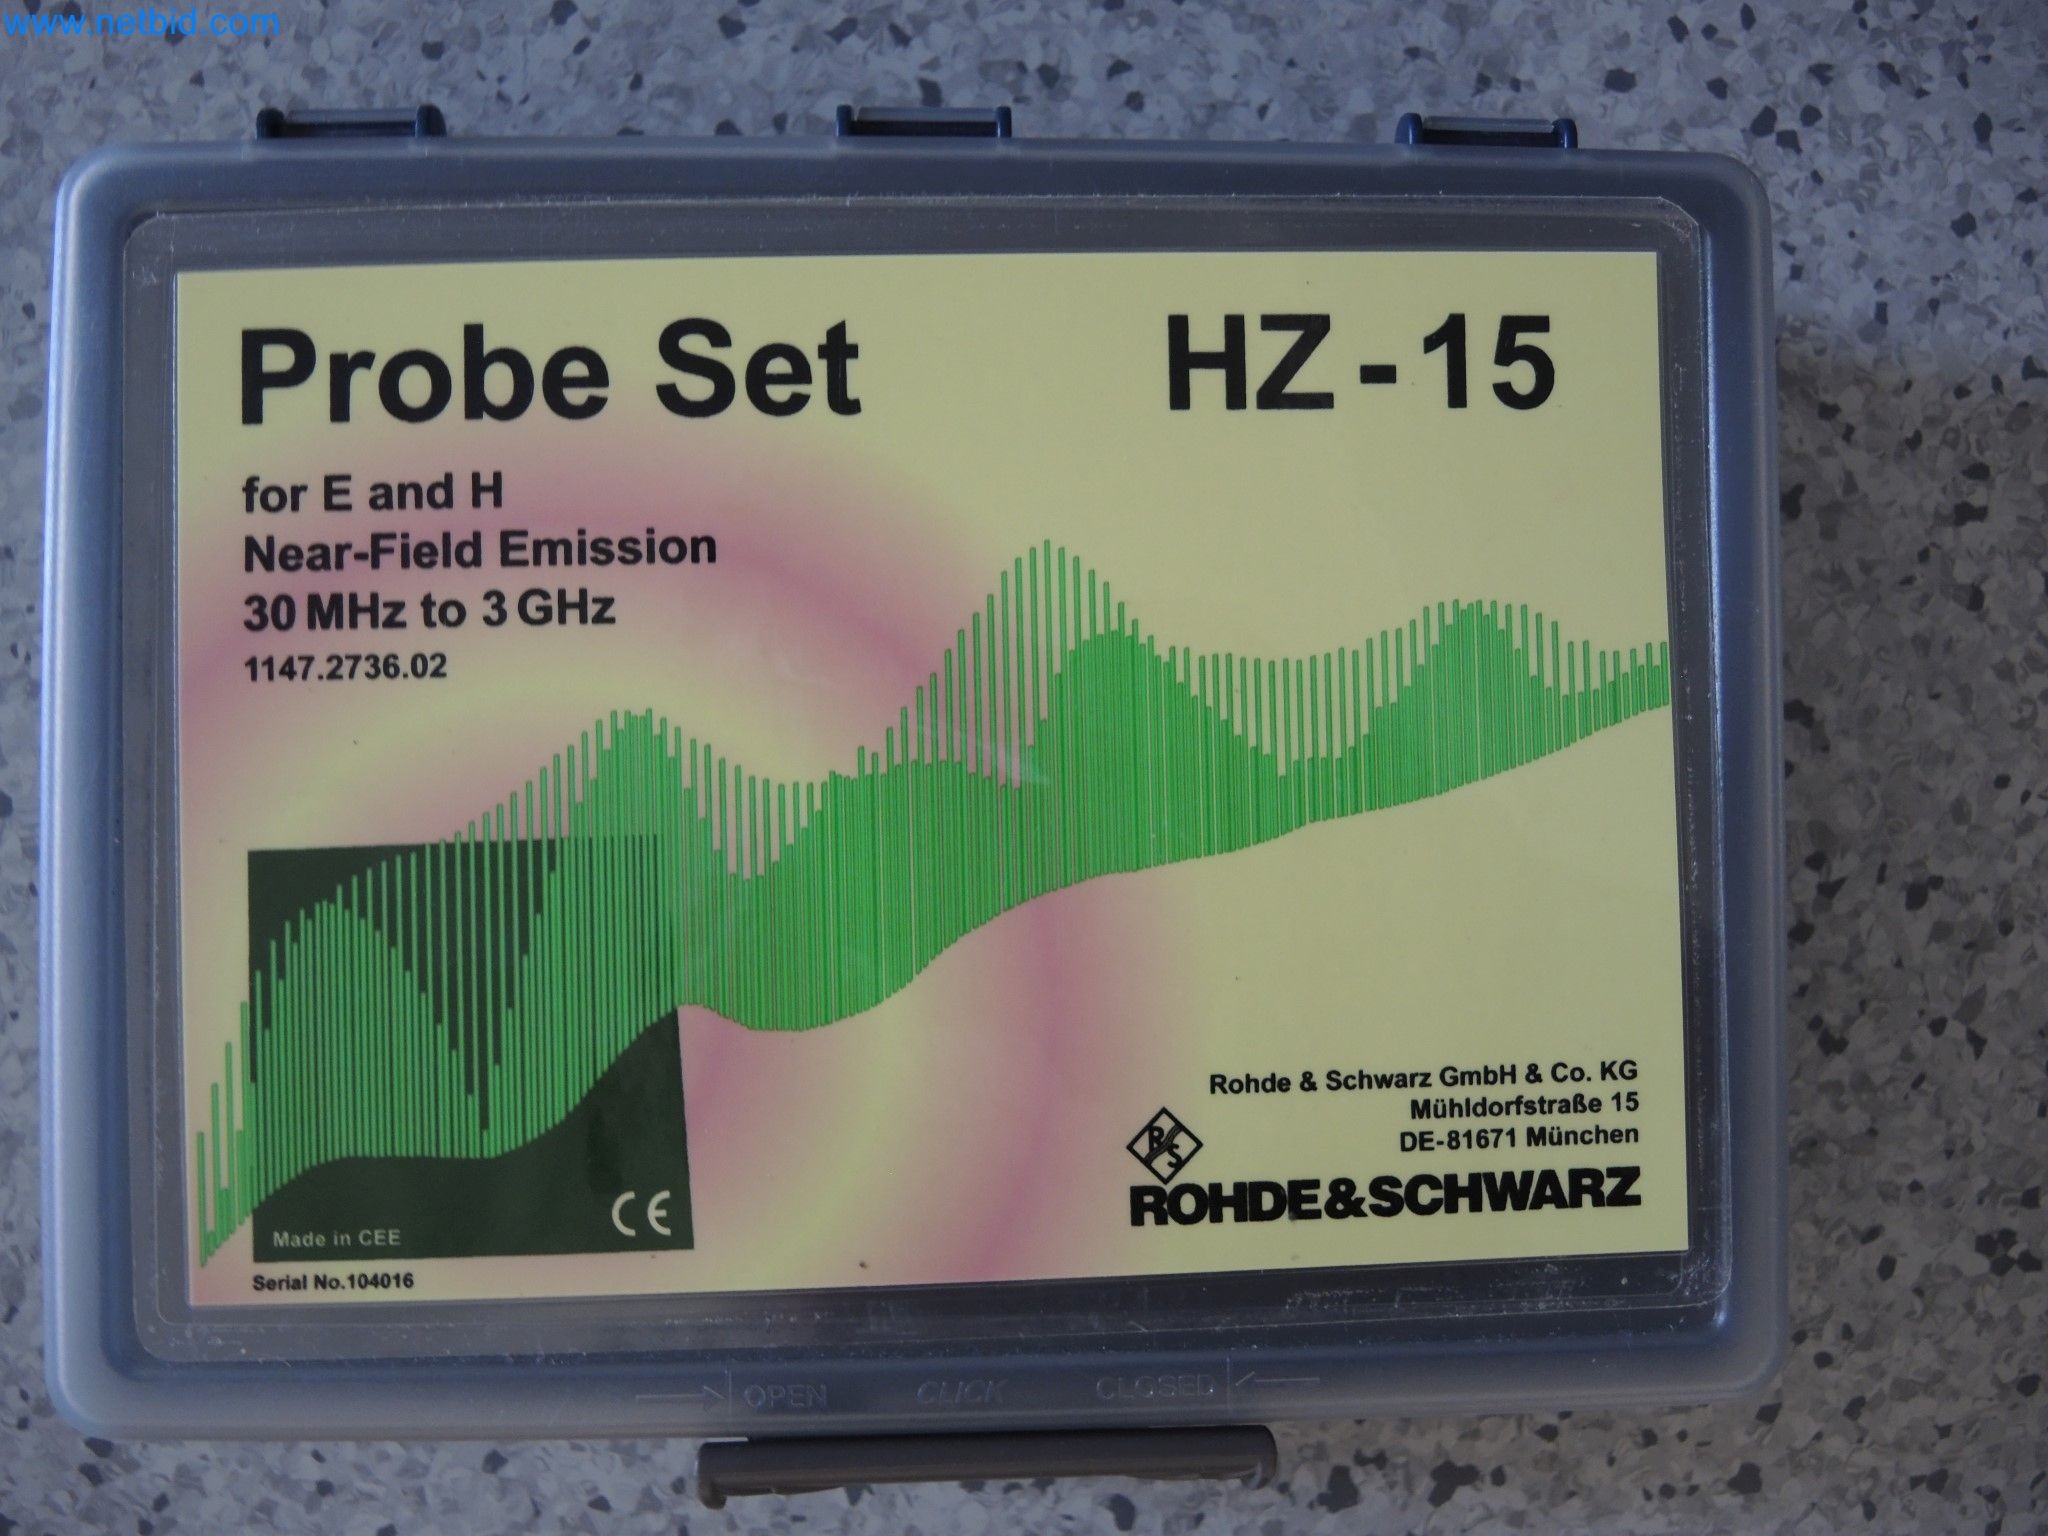 www.netbid.com
Probe Set
HZ-15
for E and H
Near-Field Emission
30 MHz to 3 GHz
1147.2736.02
Rohde & Schwarz GmbH & Co. KG
Mühldorfstraße 15
DE-81671 München
RS
ROHDE&SCHWARZ
Made in CEE
CE
Serial No.104016
OPEN CLICK CLOSED